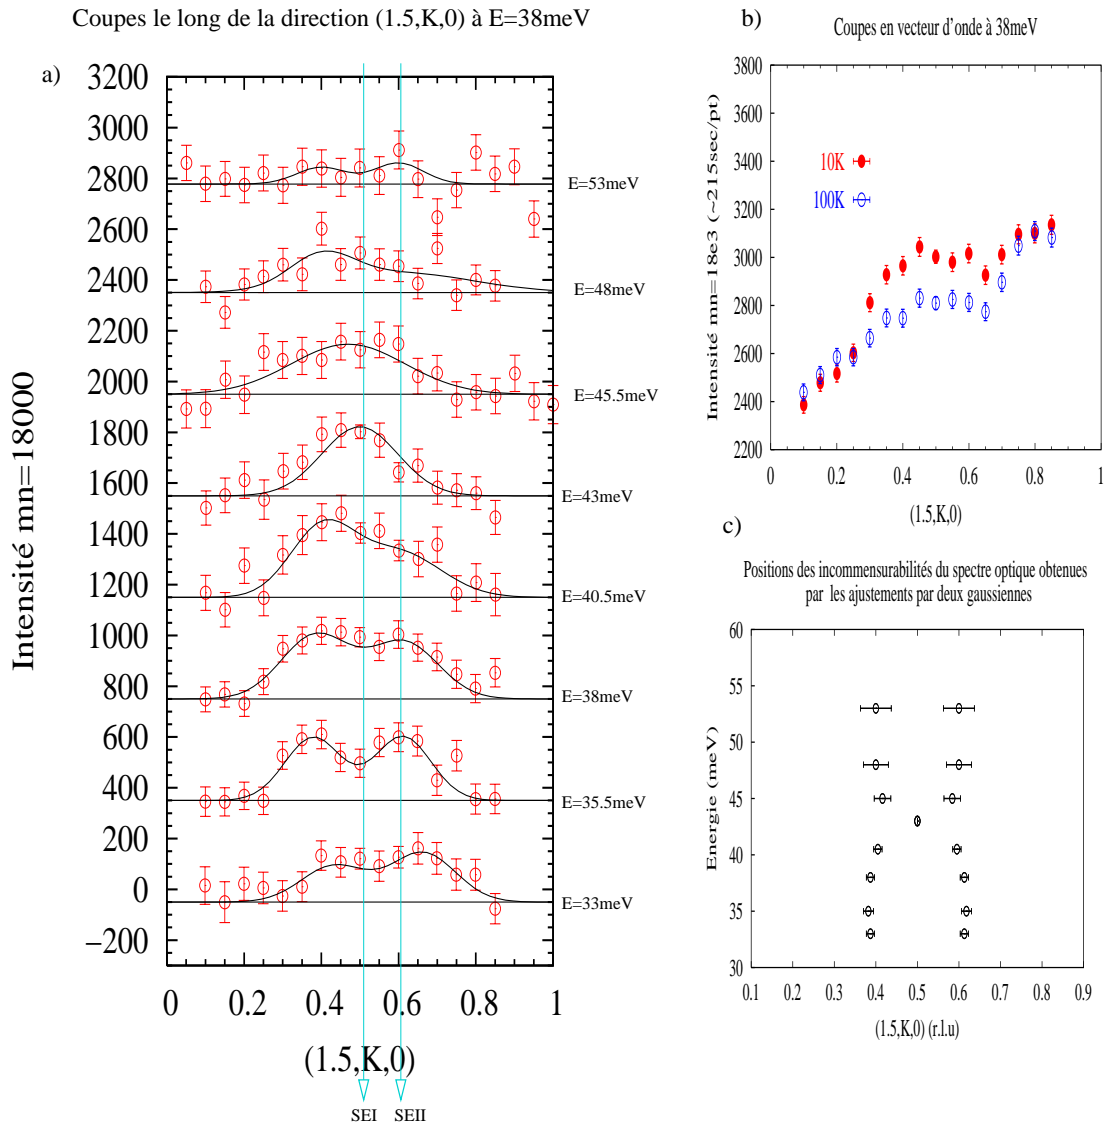 Coupes le long de la direction (1.5,K,0) à E=38meV
a)
Intensité mn=18000
3200
3000
2800
2600
2400
2200
2000
1800
1600
1400
1200
1000
800
600
400
200
0
−200
E=53meV
E=48meV
E=45.5meV
E=43meV
E=40.5meV
E=38meV
E=35.5meV
E=33meV
0 0.2 0.4 0.6 0.8 1
(1.5,K,0)
SEI SEII
b)
Coupes en vecteur d'onde à 38meV
Intensité mn=18e3 (~215sec/pt)
3800
3600
3400
3200
3000
2800
2600
2400
2200
10K
100K
0 0.2 0.4 0.6 0.8 1
(1.5,K,0)
c)
Positions des incommensurabilités du spectre optique obtenues
par les ajustements par deux gaussiennes
Energie (meV)
60
55
50
45
40
35
30
0.1 0.2 0.3 0.4 0.5 0.6 0.7 0.8 0.9
(1.5,K,0) (r.l.u)